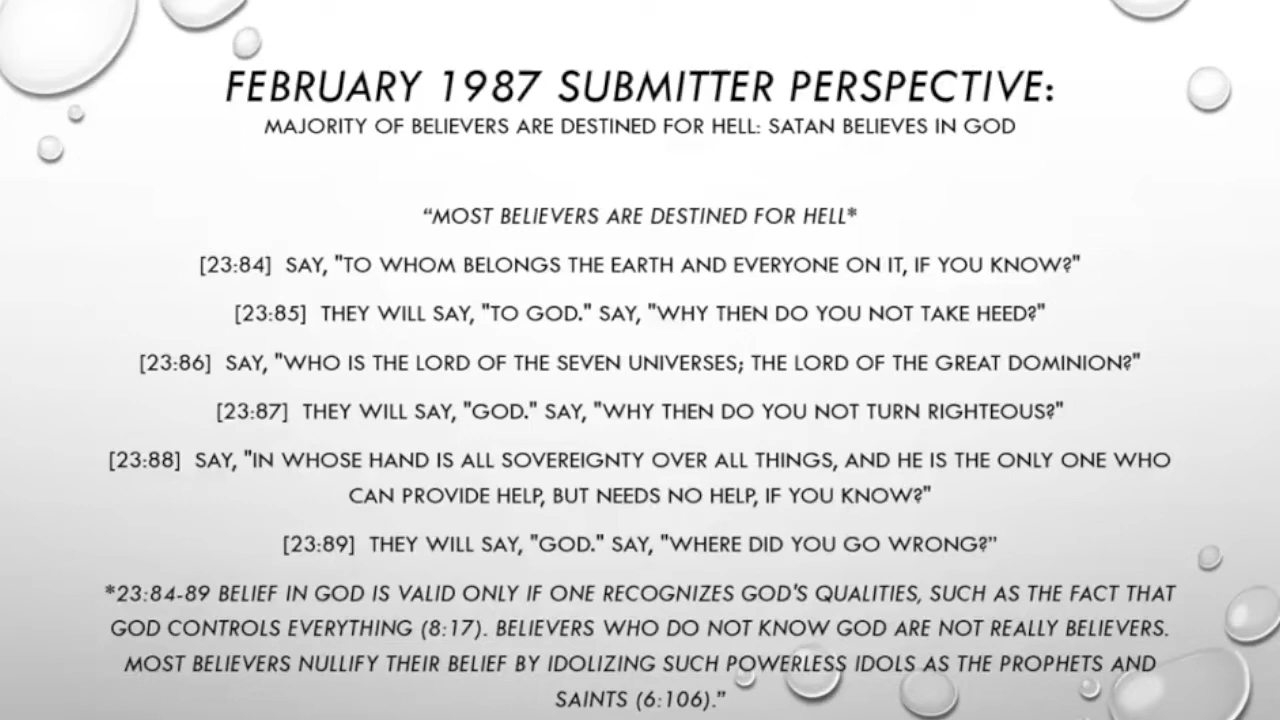 FEBRUARY 1987 SUBMITTER PERSPECTIVE:
MAJORITY OF BELIEVERS ARE DESTINED FOR HELL: SATAN BELIEVES IN GOD
“MOST BELIEVERS ARE DESTINED FOR HELL*
[23:84] SAY, "TO WHOM BELONGS THE EARTH AND EVERYONE ON IT, IF YOU KNOW?"
[23:85] THEY WILL SAY, "TO GOD." SAY, "WHY THEN DO YOU NOT TAKE HEED?"
[23:86] SAY, "WHO IS THE LORD OF THE SEVEN UNIVERSES; THE LORD OF THE GREAT DOMINION?"
[23:87] THEY WILL SAY, "GOD." SAY, "WHY THEN DO YOU NOT TURN RIGHTEOUS?"
[23:88] SAY, "IN WHOSE HAND IS ALL SOVEREIGNTY OVER ALL THINGS, AND HE IS THE ONLY ONE WHO
CAN PROVIDE HELP, BUT NEEDS NO HELP, IF YOU KNOW?"
[23:89] THEY WILL SAY, "GOD." SAY, "WHERE DID YOU GO WRONG?”
*23:84-89 BELIEF IN GOD IS VALID ONLY IF ONE RECOGNIZES GOD'S QUALITIES, SUCH AS THE FACT THAT
GOD CONTROLS EVERYTHING (8:17). BELIEVERS WHO DO NOT KNOW GOD ARE NOT REALLY BELIEVERS.
MOST BELIEVERS NULLIFY THEIR BELIEF BY IDOLIZING SUCH POWERLESS IDOLS AS THE PROPHETS AND
SAINTS (6:106).”